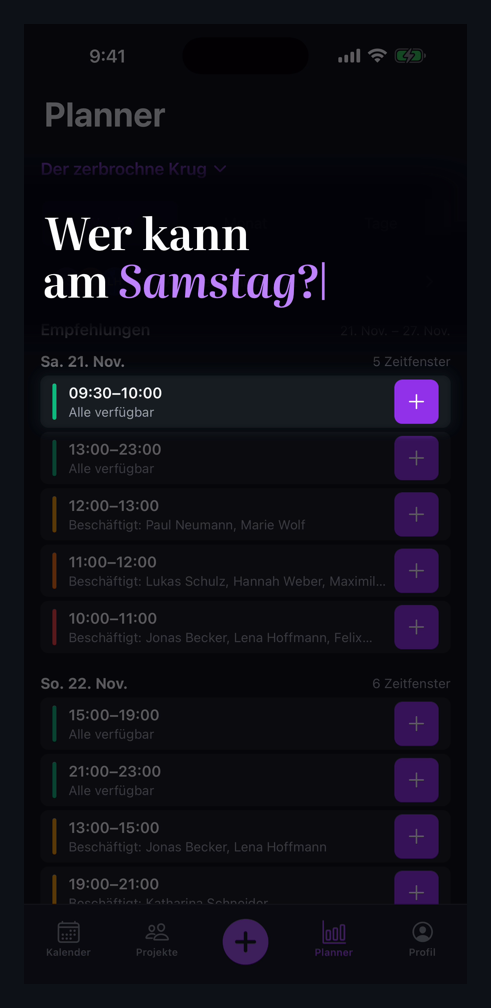 9:41
Planner
Der zerbrochne Krug
Wer kann
am Samstag?
Empfehlungen 21. Nov. – 27. Nov.
Sa. 21. Nov. 5 Zeitfenster
09:30–10:00
Alle verfügbar
13:00–23:00
Alle verfügbar
12:00–13:00
Beschäftigt: Paul Neumann, Marie Wolf
11:00–12:00
Beschäftigt: Lukas Schulz, Hannah Weber, Maximil...
10:00–11:00
Beschäftigt: Jonas Becker, Lena Hoffmann, Felix...
So. 22. Nov. 6 Zeitfenster
15:00–19:00
Alle verfügbar
21:00–23:00
Alle verfügbar
13:00–15:00
Beschäftigt: Jonas Becker, Lena Hoffmann
19:00–21:00
Beschäftigt: Katharina Schneider
Kalender Projekte Planner Profil